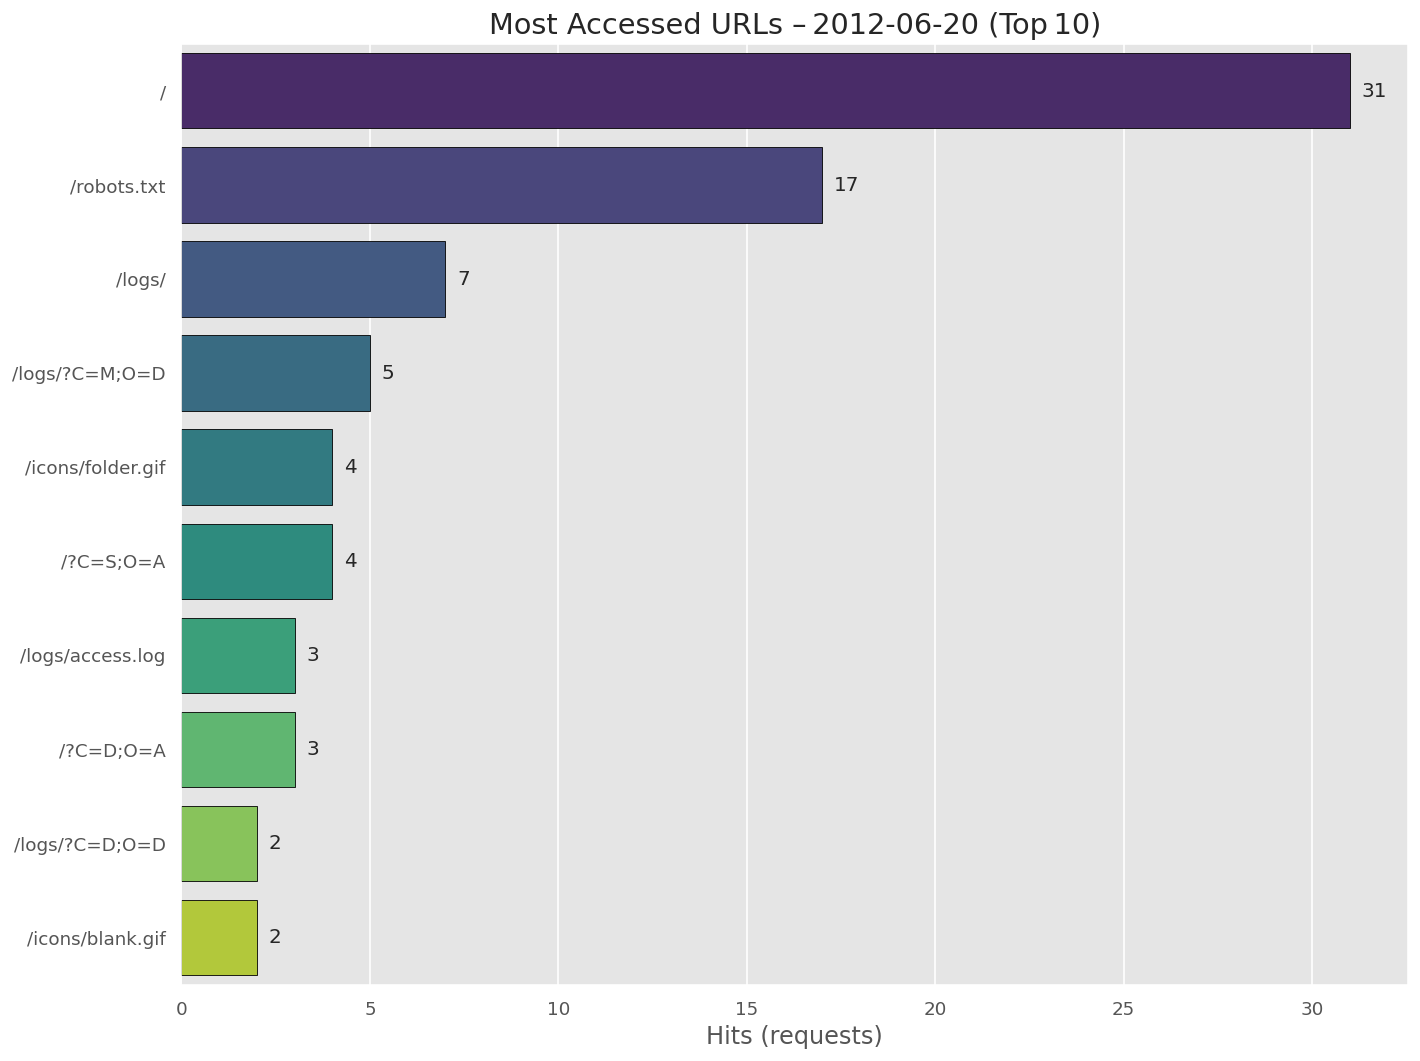 Most Accessed URLs – 2012-06-20 (Top 10)
/ 31
/robots.txt 17
/logs/ 7
/logs/?C=M;O=D 5
/icons/folder.gif 4
/?C=S;O=A 4
/logs/access.log 3
/?C=D;O=A 3
/logs/?C=D;O=D 2
/icons/blank.gif 2
0 5 10 15 20 25 30
Hits (requests)